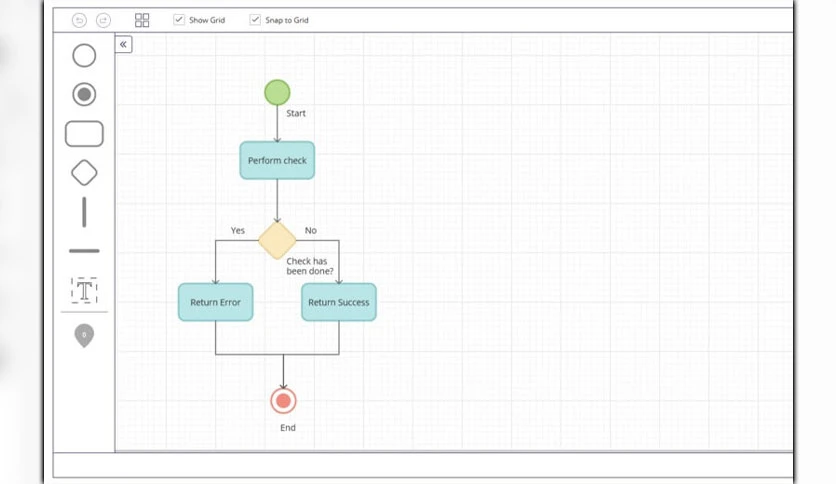 Show Grid
Snap to Grid
«
Start
Perform check
Yes
No
Check has
been done?
Return Error
Return Success
T
0
End